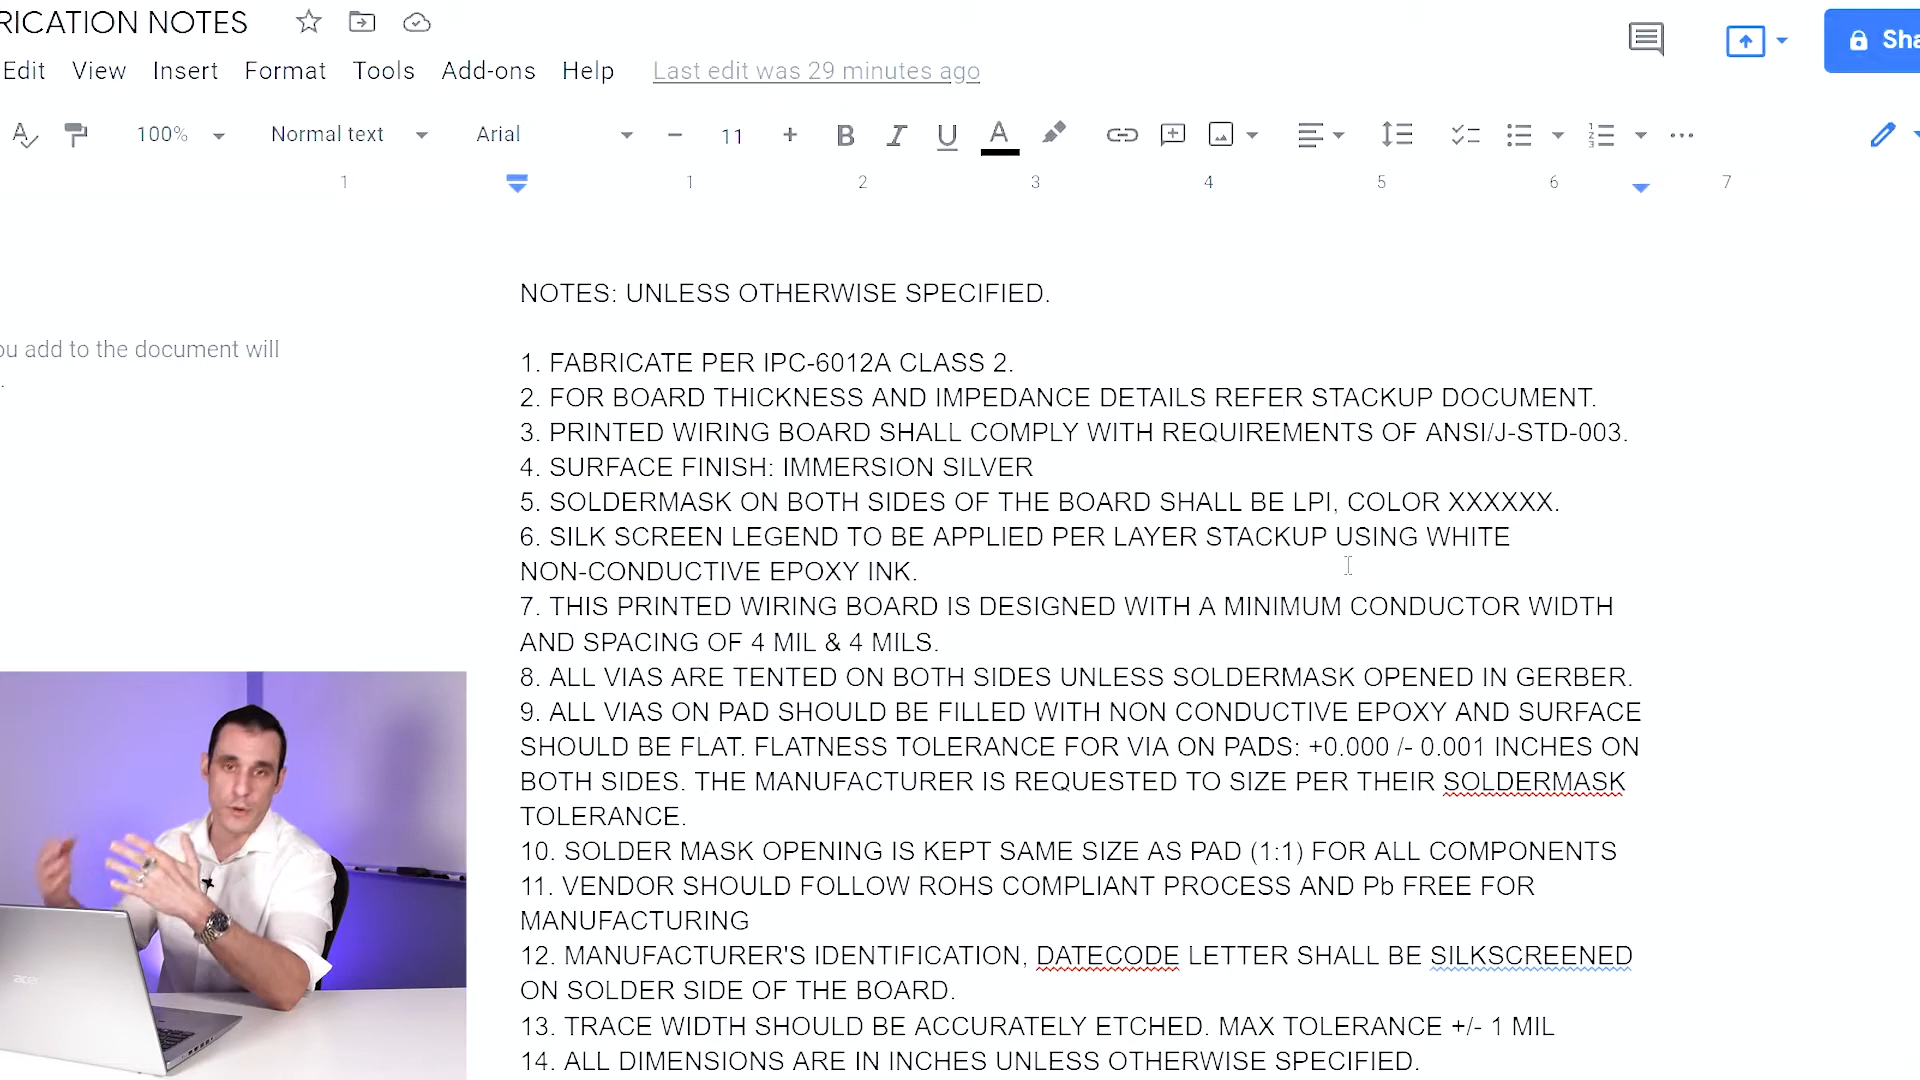 RICATION NOTES
Edit View Insert Format Tools Add-ons Help Last edit was 29 minutes ago
Sha
100% Normal text Arial 11
1 1 2 3 4 5 6 7
NOTES: UNLESS OTHERWISE SPECIFIED.
ou add to the document will
.
1. FABRICATE PER IPC-6012A CLASS 2.
2. FOR BOARD THICKNESS AND IMPEDANCE DETAILS REFER STACKUP DOCUMENT.
3. PRINTED WIRING BOARD SHALL COMPLY WITH REQUIREMENTS OF ANSI/J-STD-003.
4. SURFACE FINISH: IMMERSION SILVER
5. SOLDERMASK ON BOTH SIDES OF THE BOARD SHALL BE LPI, COLOR XXXXXX.
6. SILK SCREEN LEGEND TO BE APPLIED PER LAYER STACKUP USING WHITE
NON-CONDUCTIVE EPOXY INK.
7. THIS PRINTED WIRING BOARD IS DESIGNED WITH A MINIMUM CONDUCTOR WIDTH
AND SPACING OF 4 MIL & 4 MILS.
8. ALL VIAS ARE TENTED ON BOTH SIDES UNLESS SOLDERMASK OPENED IN GERBER.
9. ALL VIAS ON PAD SHOULD BE FILLED WITH NON CONDUCTIVE EPOXY AND SURFACE
SHOULD BE FLAT. FLATNESS TOLERANCE FOR VIA ON PADS: +0.000 /- 0.001 INCHES ON
BOTH SIDES. THE MANUFACTURER IS REQUESTED TO SIZE PER THEIR SOLDERMASK
TOLERANCE.
10. SOLDER MASK OPENING IS KEPT SAME SIZE AS PAD (1:1) FOR ALL COMPONENTS
11. VENDOR SHOULD FOLLOW ROHS COMPLIANT PROCESS AND Pb FREE FOR
MANUFACTURING
12. MANUFACTURER'S IDENTIFICATION, DATECODE LETTER SHALL BE SILKSCREENED
ON SOLDER SIDE OF THE BOARD.
13. TRACE WIDTH SHOULD BE ACCURATELY ETCHED. MAX TOLERANCE +/- 1 MIL
14. ALL DIMENSIONS ARE IN INCHES UNLESS OTHERWISE SPECIFIED.
acer